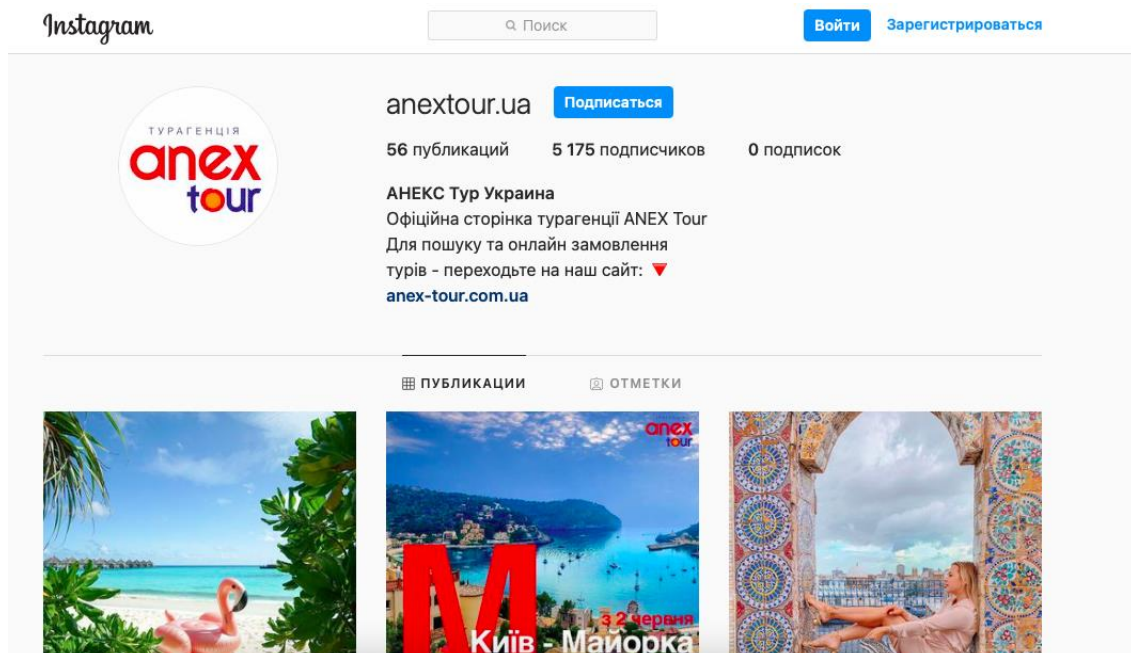 Instagram
Поиск
Войти
Зарегистрироваться
ТУРАГЕНЦІЯ
anex
tour
anextour.ua
Подписаться
56 публикаций
5 175 подписчиков
0 подписок
АНЕКС Тур Украина
Офіційна сторінка турагенції ANEX Tour
Для пошуку та онлайн замовлення
турів - переходьте на наш сайт:
anex-tour.com.ua
ПУБЛИКАЦИИ
ОТМЕТКИ
anex
tour
М
з 2 червня
Київ - Майорка